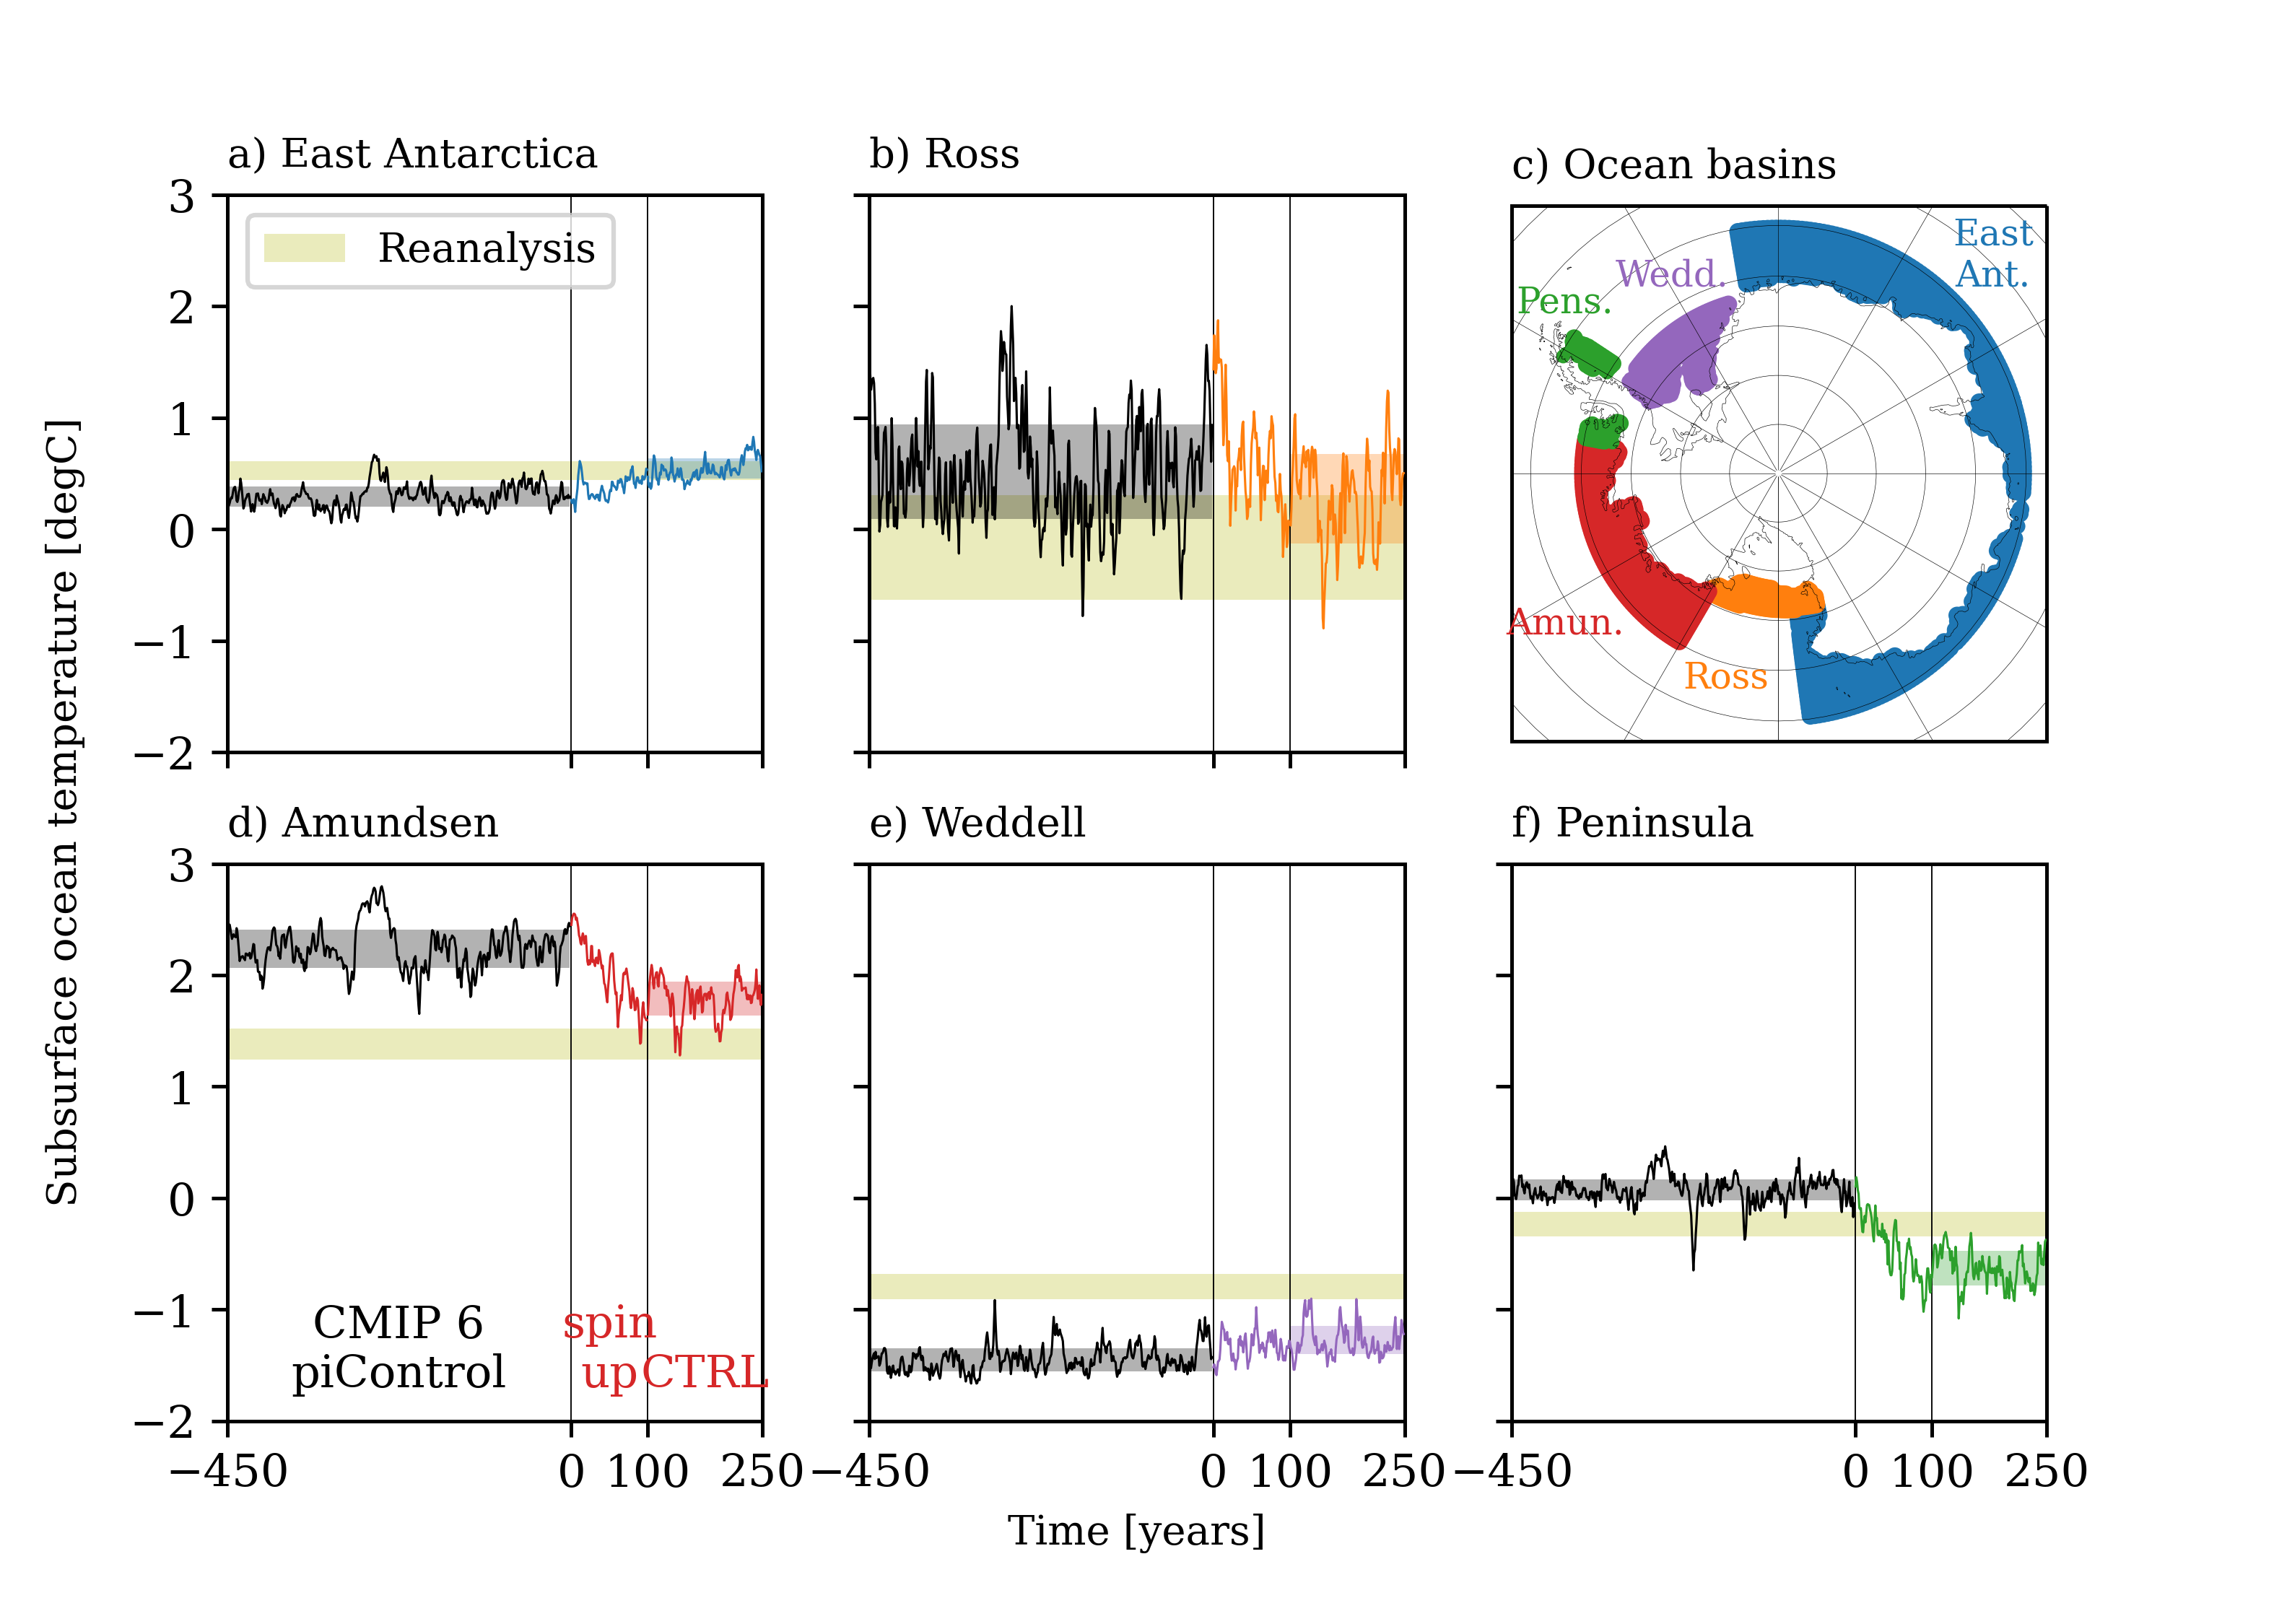 a) East Antarctica
b) Ross
c) Ocean basins
3
2
1
0
−1
−2
Reanalysis
East
Ant.
Wedd.
Pens.
Amun.
Ross
Subsurface ocean temperature [degC]
d) Amundsen
e) Weddell
f) Peninsula
3
2
1
0
−1
−2
CMIP 6
piControl
spin
up
CTRL
−450 0 100 250
−450 0 100 250
−450 0 100 250
Time [years]